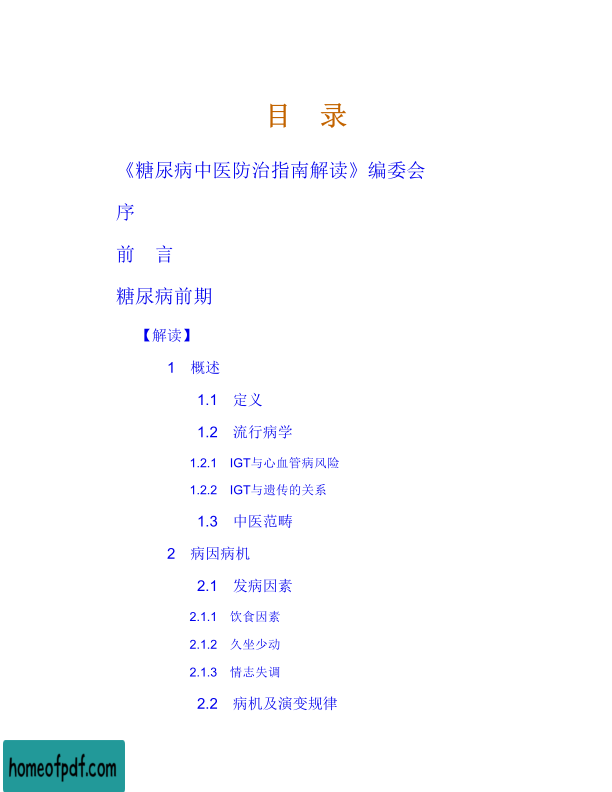 目　录
《糖尿病中医防治指南解读》编委会
序
前　言
糖尿病前期
【解读】
1　概述
1.1　定义
1.2　流行病学
1.2.1　IGT与心血管病风险
1.2.2　IGT与遗传的关系
1.3　中医范畴
2　病因病机
2.1　发病因素
2.1.1　饮食因素
2.1.2　久坐少动
2.1.3　情志失调
2.2　病机及演变规律
homeofpdf.com